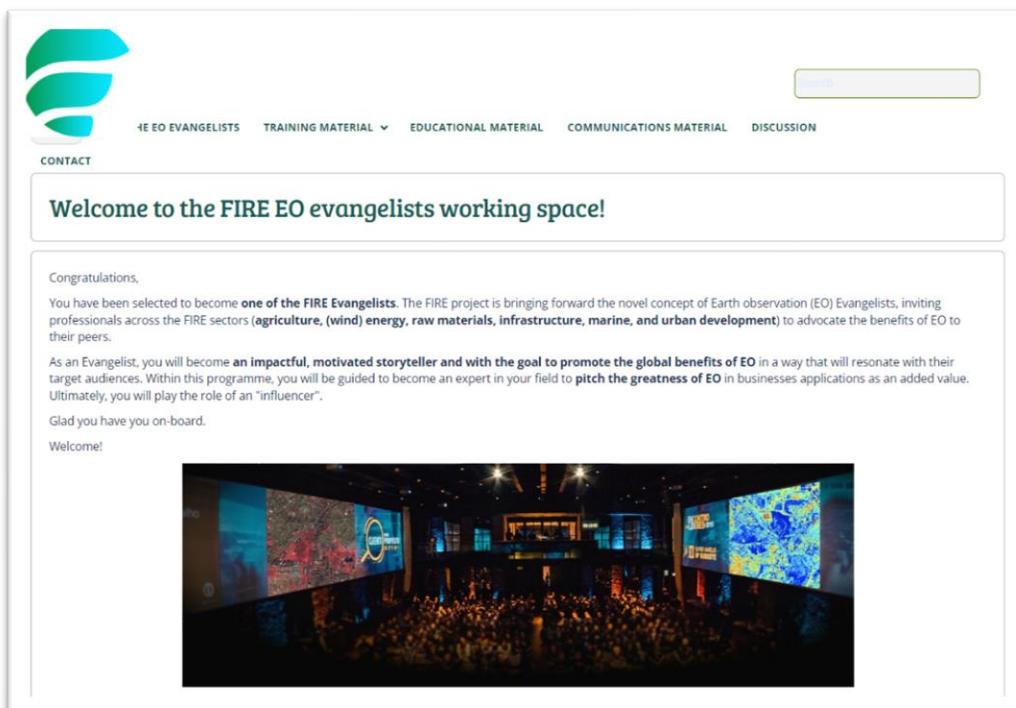 Search
HE EO EVANGELISTS TRAINING MATERIAL EDUCATIONAL MATERIAL COMMUNICATIONS MATERIAL DISCUSSION
CONTACT
Welcome to the FIRE EO evangelists working space!
Congratulations,
You have been selected to become one of the FIRE Evangelists. The FIRE project is bringing forward the novel concept of Earth observation (EO) Evangelists, inviting
professionals across the FIRE sectors (agriculture, (wind) energy, raw materials, infrastructure, marine, and urban development) to advocate the benefits of EO to
their peers.
As an Evangelist, you will become an impactful, motivated storyteller and with the goal to promote the global benefits of EO in a way that will resonate with their
target audiences. Within this programme, you will be guided to become an expert in your field to pitch the greatness of EO in businesses applications as an added value.
Ultimately, you will play the role of an "influencer".
Glad you have you on-board.
Welcome!